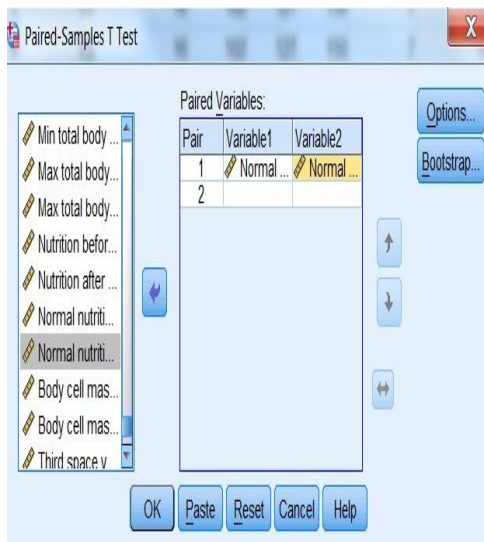 Paired-Samples T Test
X
Min total body ...
Max total body...
Max total body...
Nutrition befor...
Nutrition after ...
Normal nutriti...
Normal nutriti...
Body cell mas...
Body cell mas...
Third space v
Paired Variables:
Pair Variable1 Variable2
1 Normal ... Normal ...
2
Options...
Bootstrap...
OK Paste Reset Cancel Help